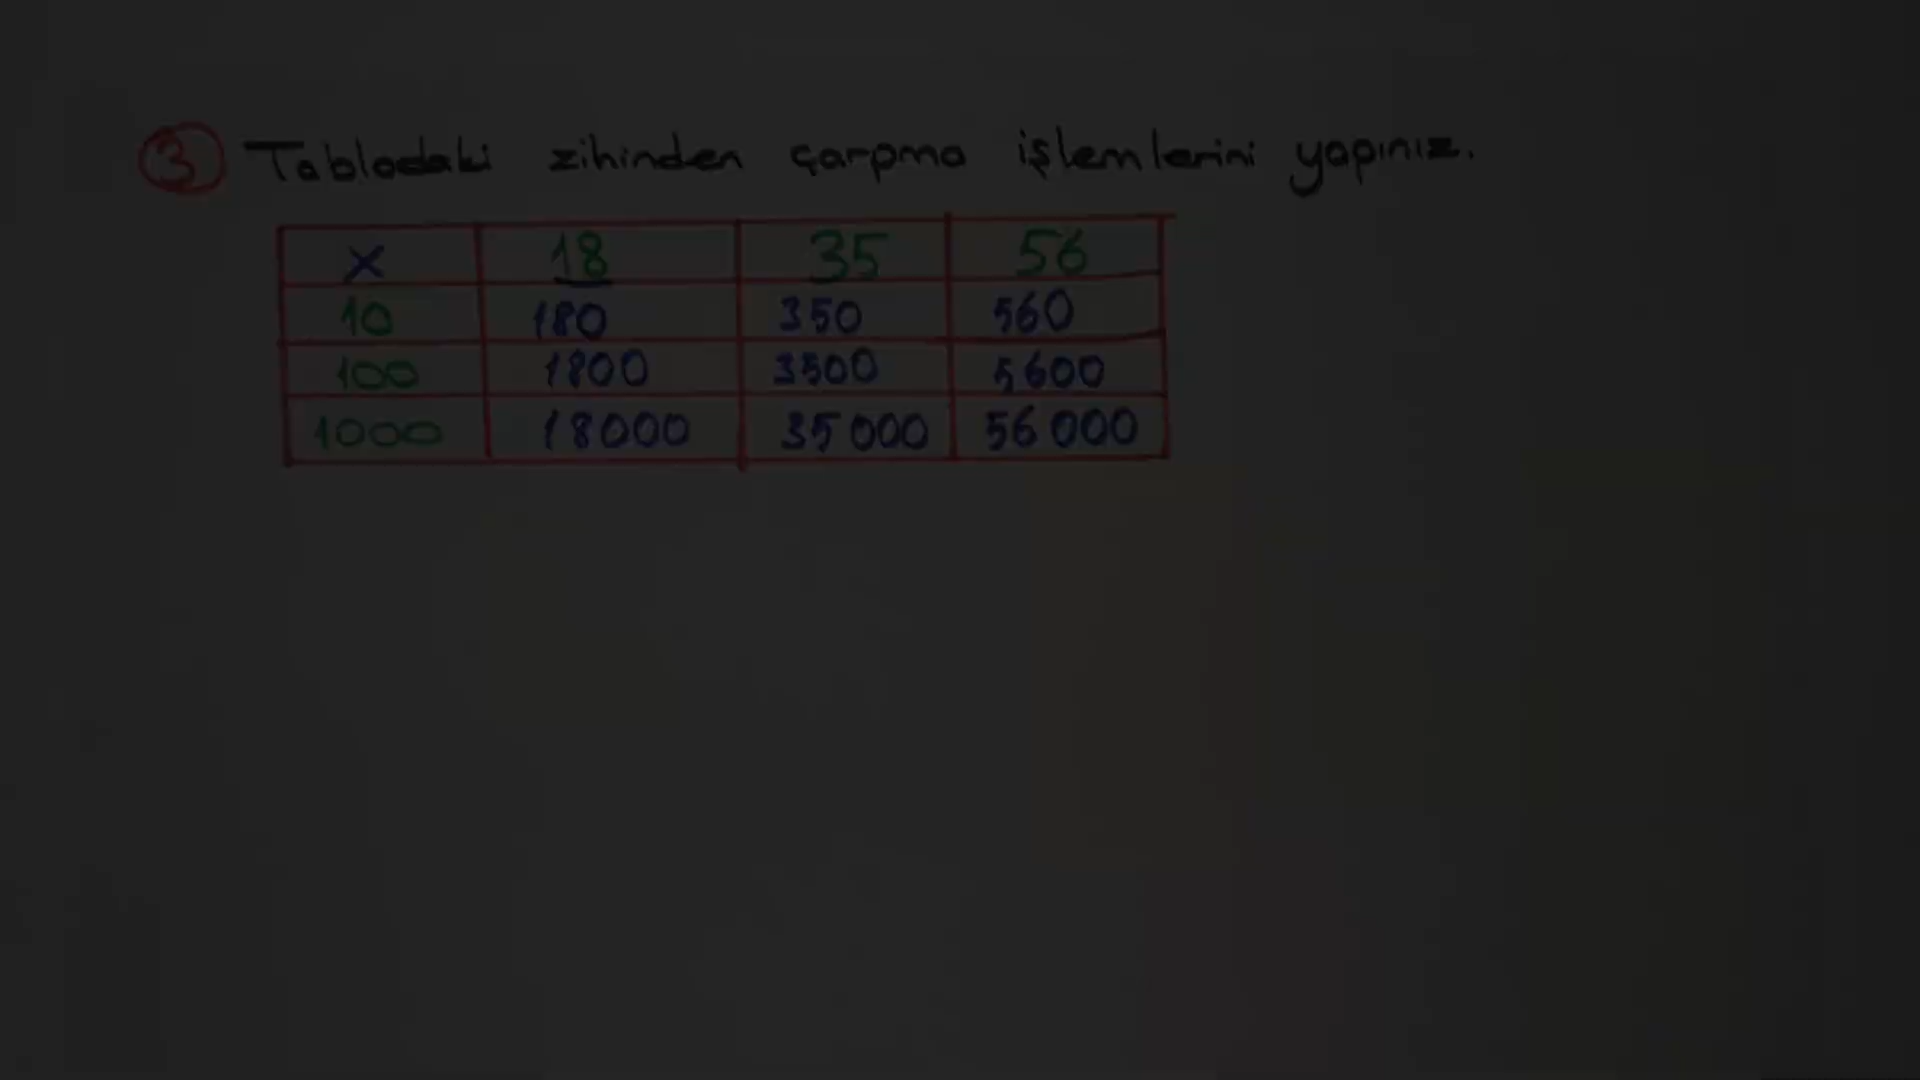 3 Tablodaki zihinden çarpma işlemlerini yapınız.
X 18 35 56
10 180 350 560
100 1800 3500 5600
1000 18000 35000 56000